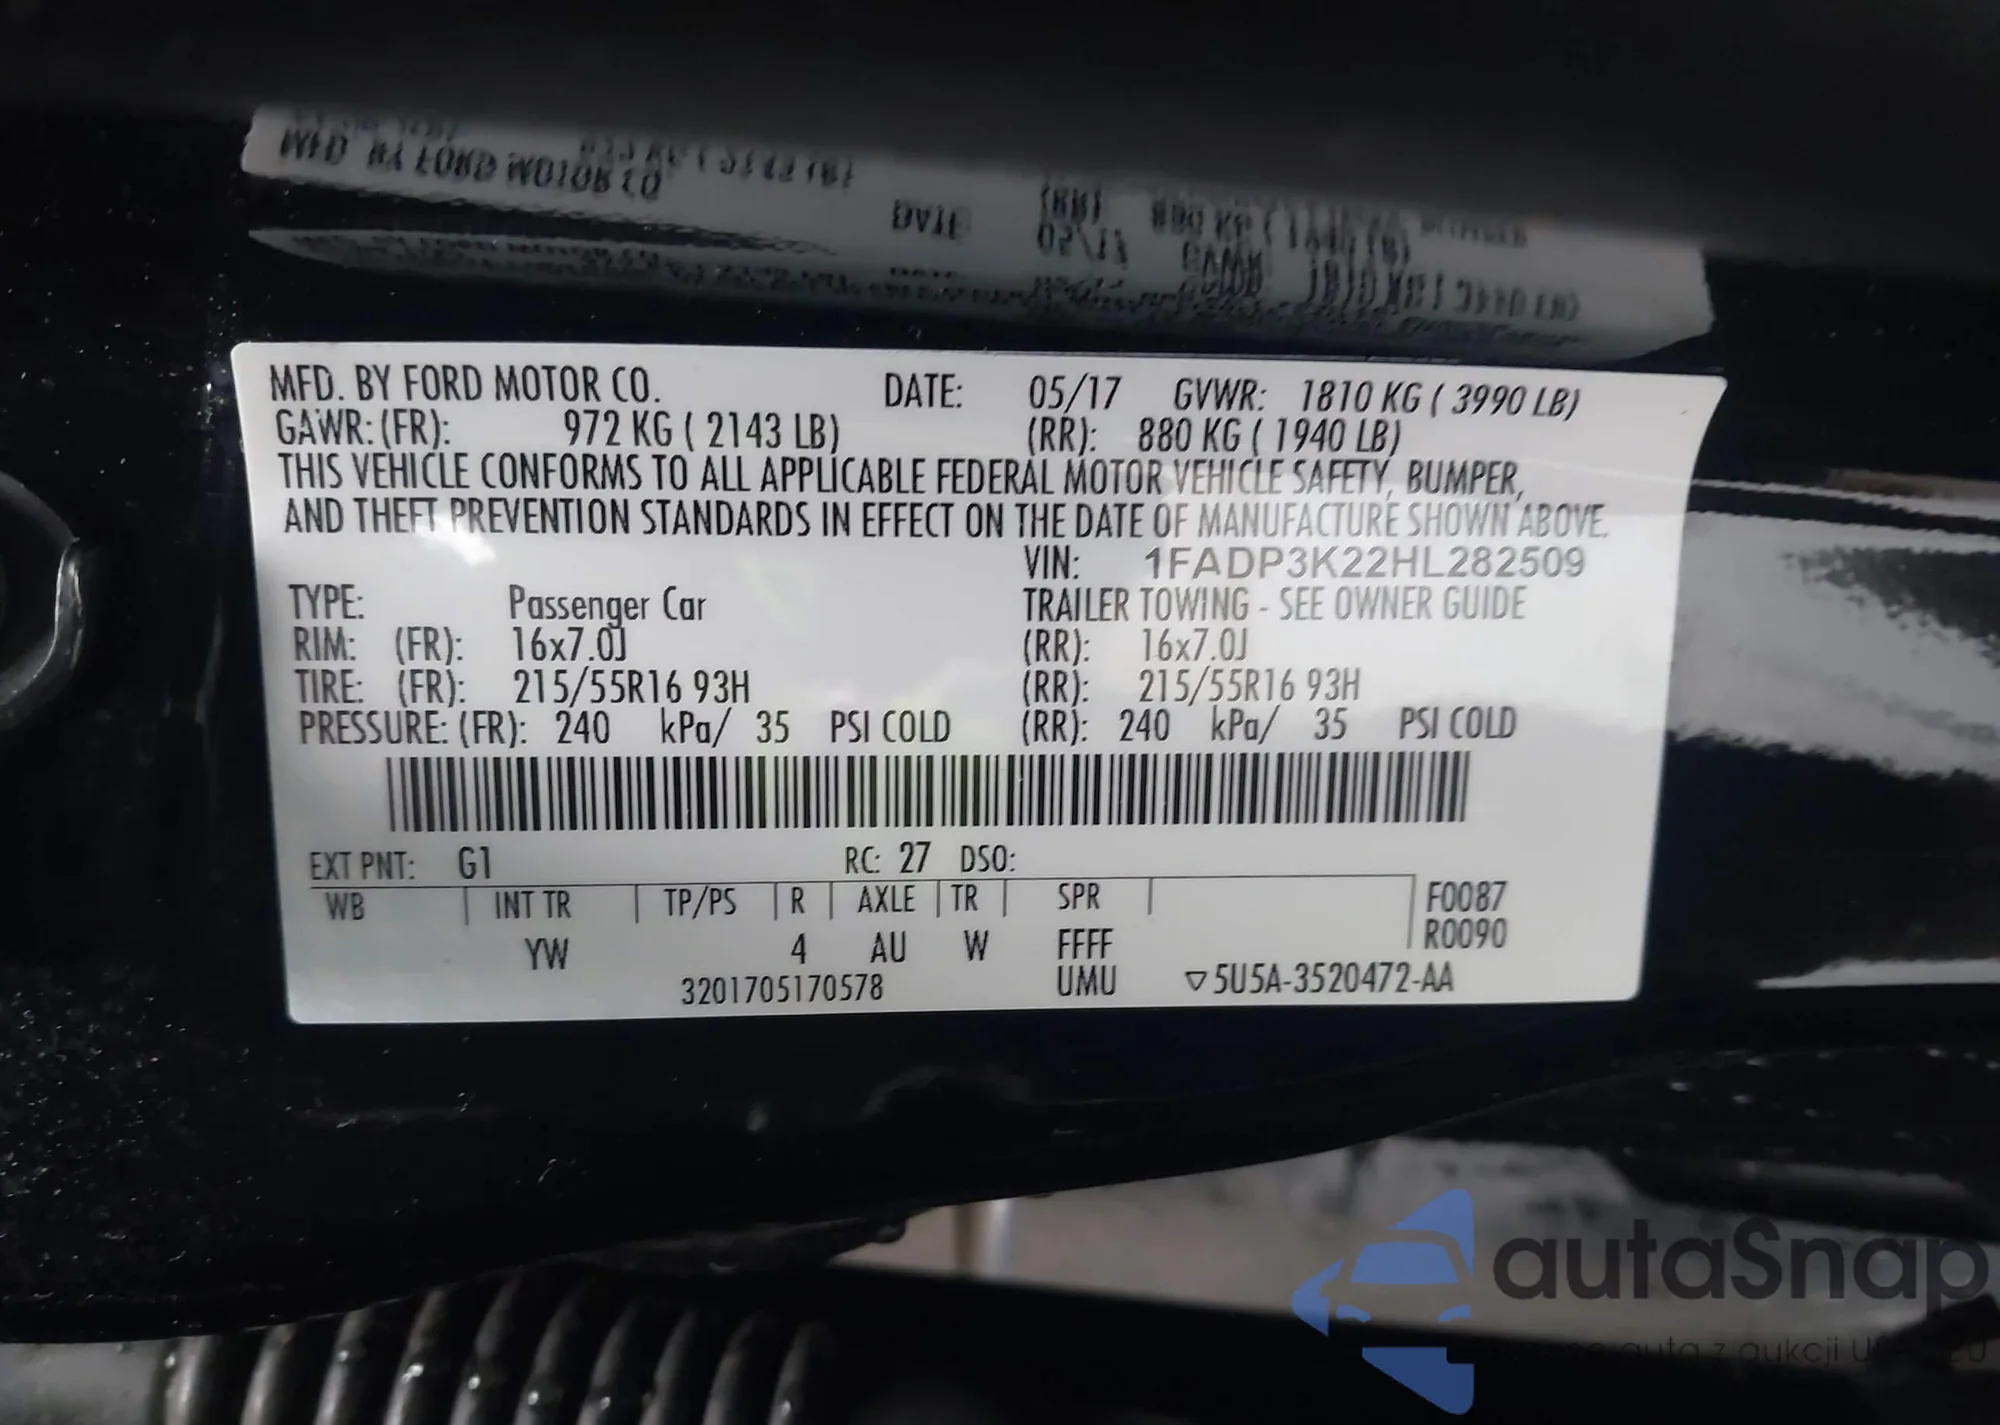 MFD. BY FORD MOTOR CO. DATE: 05/17 GVWR: 1810 KG ( 3990 LB)
GAWR: (FR): 972 KG ( 2143 LB) (RR): 880 KG ( 1940 LB)
THIS VEHICLE CONFORMS TO ALL APPLICABLE FEDERAL MOTOR VEHICLE SAFETY, BUMPER,
AND THEFT PREVENTION STANDARDS IN EFFECT ON THE DATE OF MANUFACTURE SHOWN ABOVE.
VIN: 1FADP3K22HL282509
TYPE: Passenger Car TRAILER TOWING - SEE OWNER GUIDE
RIM: (FR): 16x7.0J (RR): 16x7.0J
TIRE: (FR): 215/55R16 93H (RR): 215/55R16 93H
PRESSURE: (FR): 240 kPa/ 35 PSI COLD (RR): 240 kPa/ 35 PSI COLD
EXT PNT: G1 RC: 27 DSO:
WB INT TR TP/PS R AXLE TR SPR F0087
YW 4 AU W FFFF R0090
3201705170578 UMU ▽5U5A-3520472-AA
autaSnap
auta z aukcji